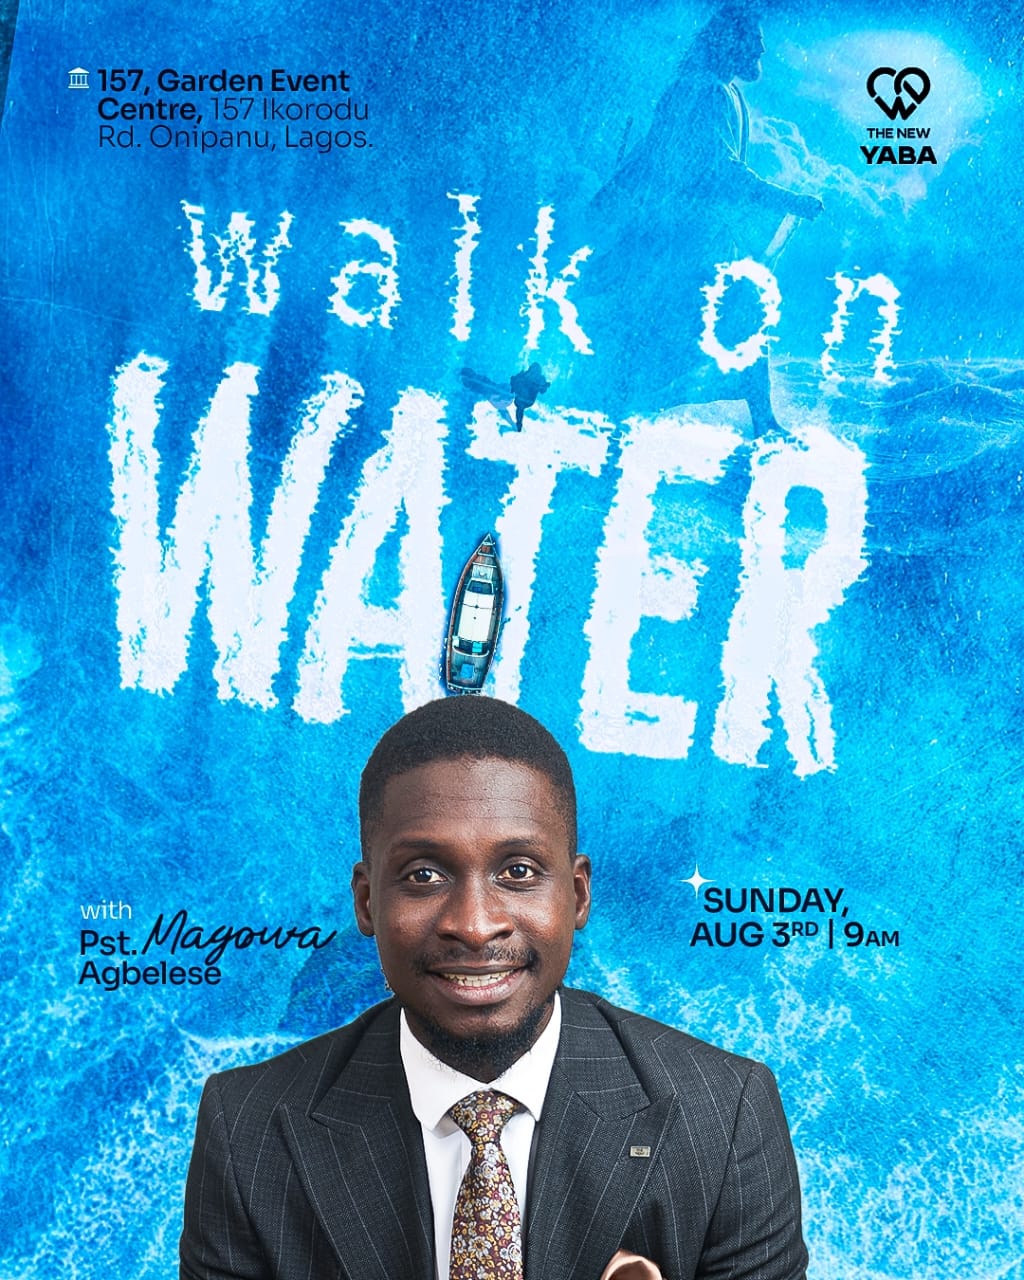 157, Garden Event
Centre, 157 Ikorodu
Rd. Onipanu, Lagos.
THE NEW
YABA
walk on
WATER
with
Pst. Magowa
Agbelese
SUNDAY,
AUG 3RD | 9AM